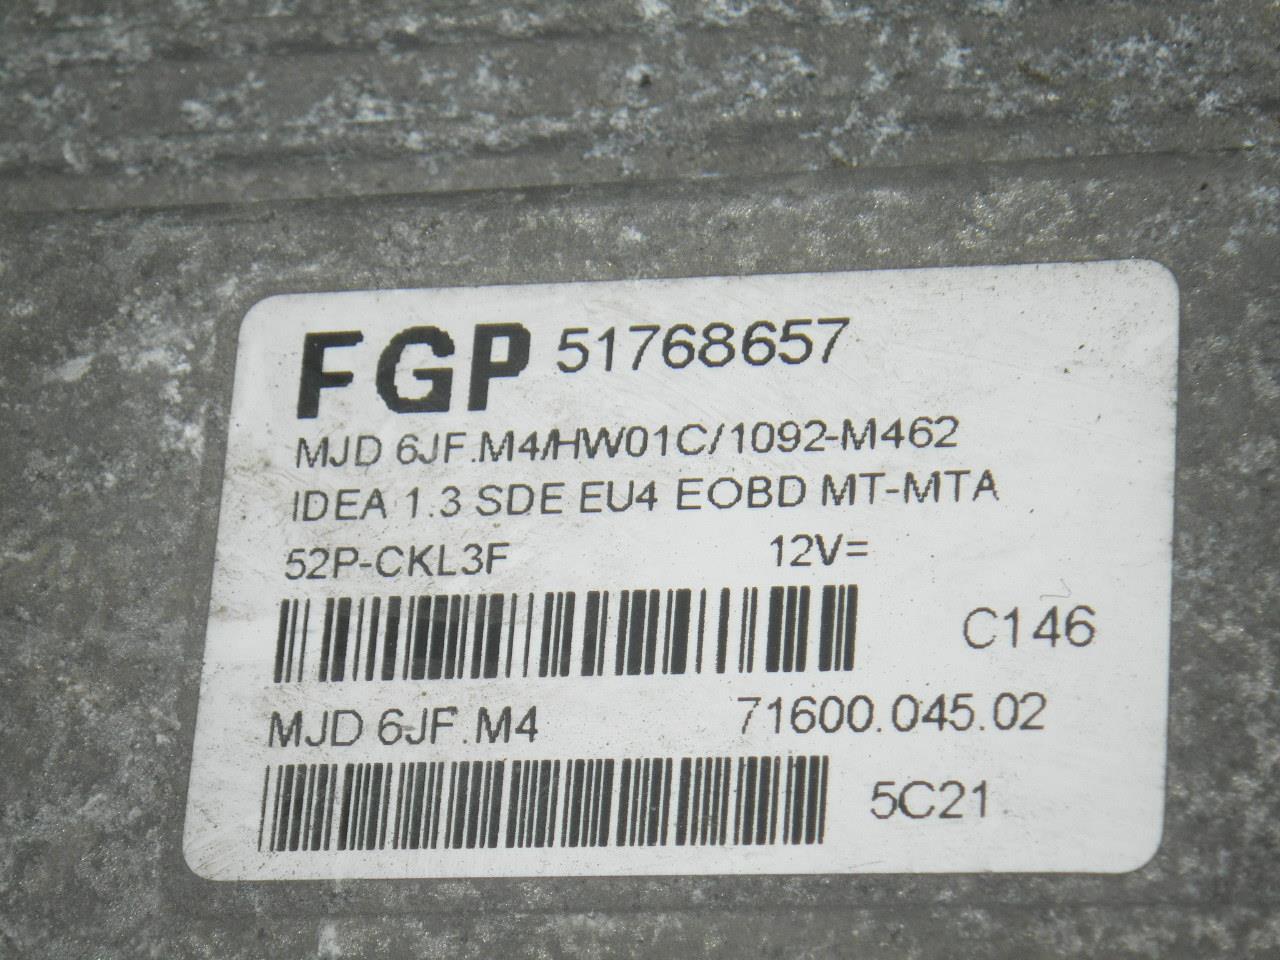 FGP 51768657
MJD 6JF.M4/HW01C/1092-M462
IDEA 1.3 SDE EU4 EOBD MT-MTA
52P-CKL3F 12V=
C146
MJD 6JF.M4 71600.045.02
5C21